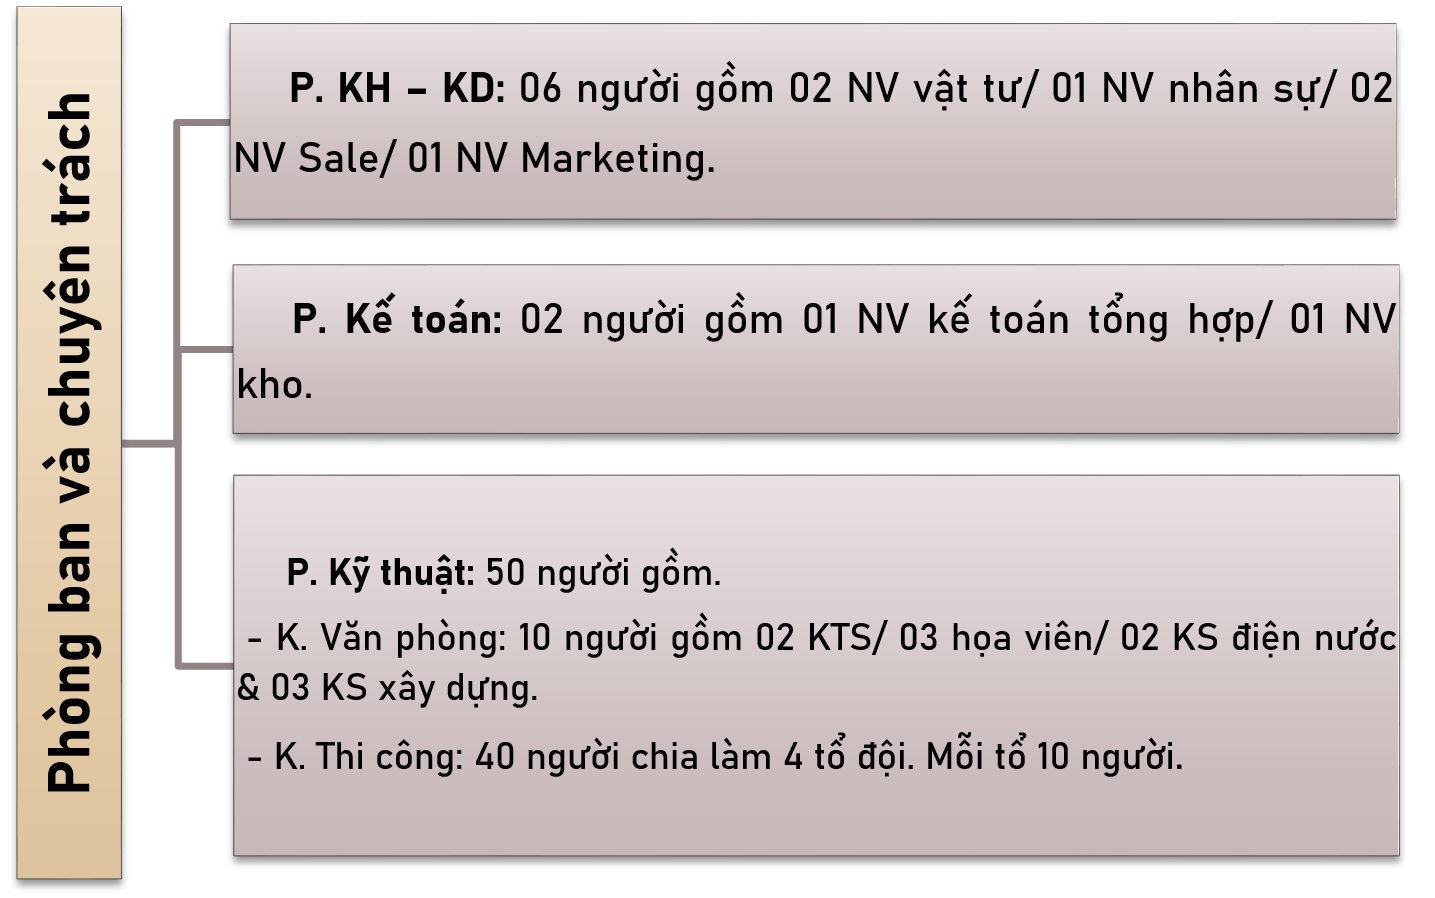 Phòng ban và chuyên trách
P. KH – KD: 06 người gồm 02 NV vật tư/ 01 NV nhân sự/ 02
NV Sale/ 01 NV Marketing.
P. Kế toán: 02 người gồm 01 NV kế toán tổng hợp/ 01 NV
kho.
P. Kỹ thuật: 50 người gồm.
- K. Văn phòng: 10 người gồm 02 KTS/ 03 họa viên/ 02 KS điện nước
& 03 KS xây dựng.
- K. Thi công: 40 người chia làm 4 tổ đội. Mỗi tổ 10 người.